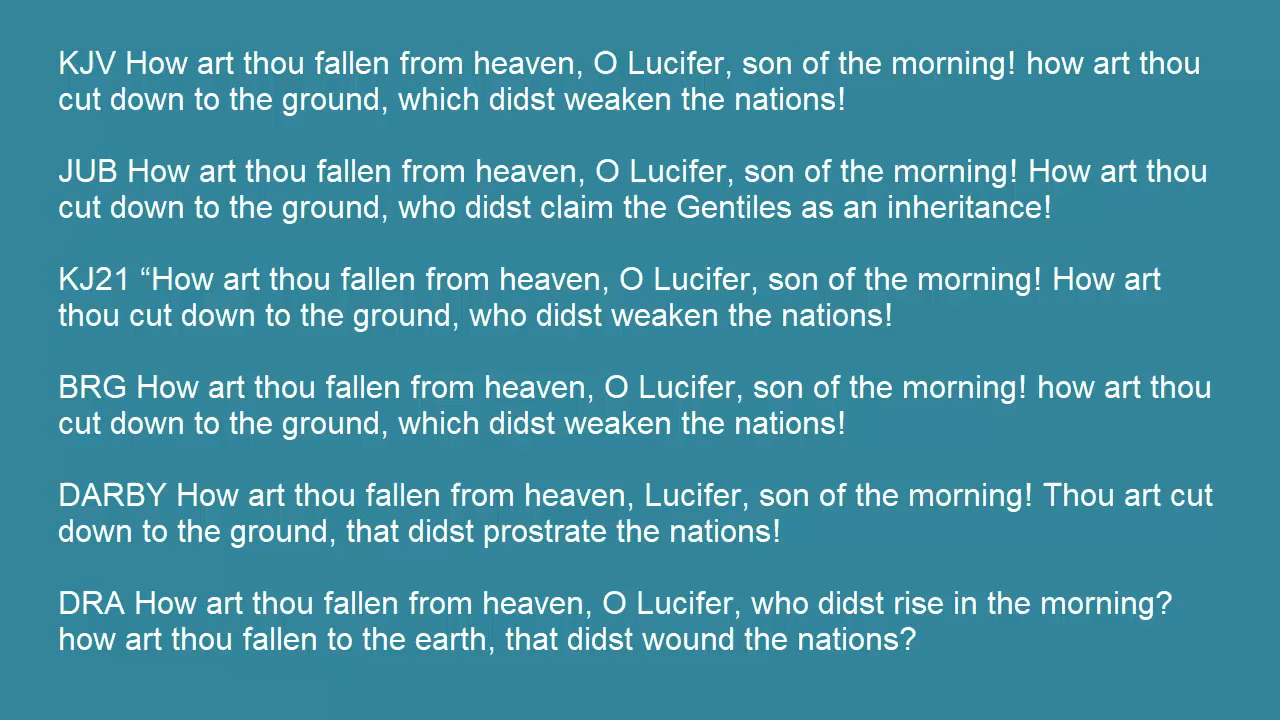 KJV How art thou fallen from heaven, O Lucifer, son of the morning! how art thou
cut down to the ground, which didst weaken the nations!
JUB How art thou fallen from heaven, O Lucifer, son of the morning! How art thou
cut down to the ground, who didst claim the Gentiles as an inheritance!
KJ21 “How art thou fallen from heaven, O Lucifer, son of the morning! How art
thou cut down to the ground, who didst weaken the nations!
BRG How art thou fallen from heaven, O Lucifer, son of the morning! how art thou
cut down to the ground, which didst weaken the nations!
DARBY How art thou fallen from heaven, Lucifer, son of the morning! Thou art cut
down to the ground, that didst prostrate the nations!
DRA How art thou fallen from heaven, O Lucifer, who didst rise in the morning?
how art thou fallen to the earth, that didst wound the nations?